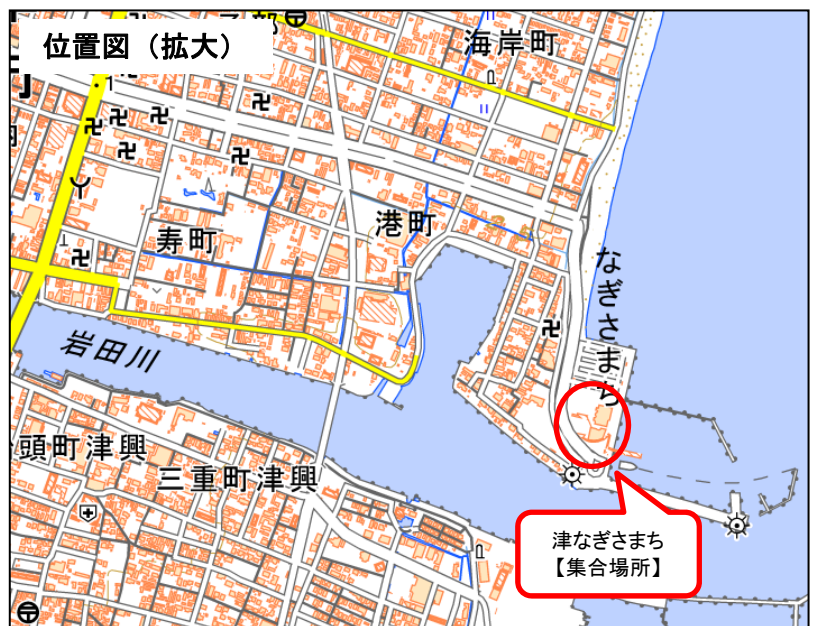 位置図（拡大）
海岸町
港町
寿町
なぎさまち
岩田川
頭町津興
三重町津興
津なぎさまち
【集合場所】